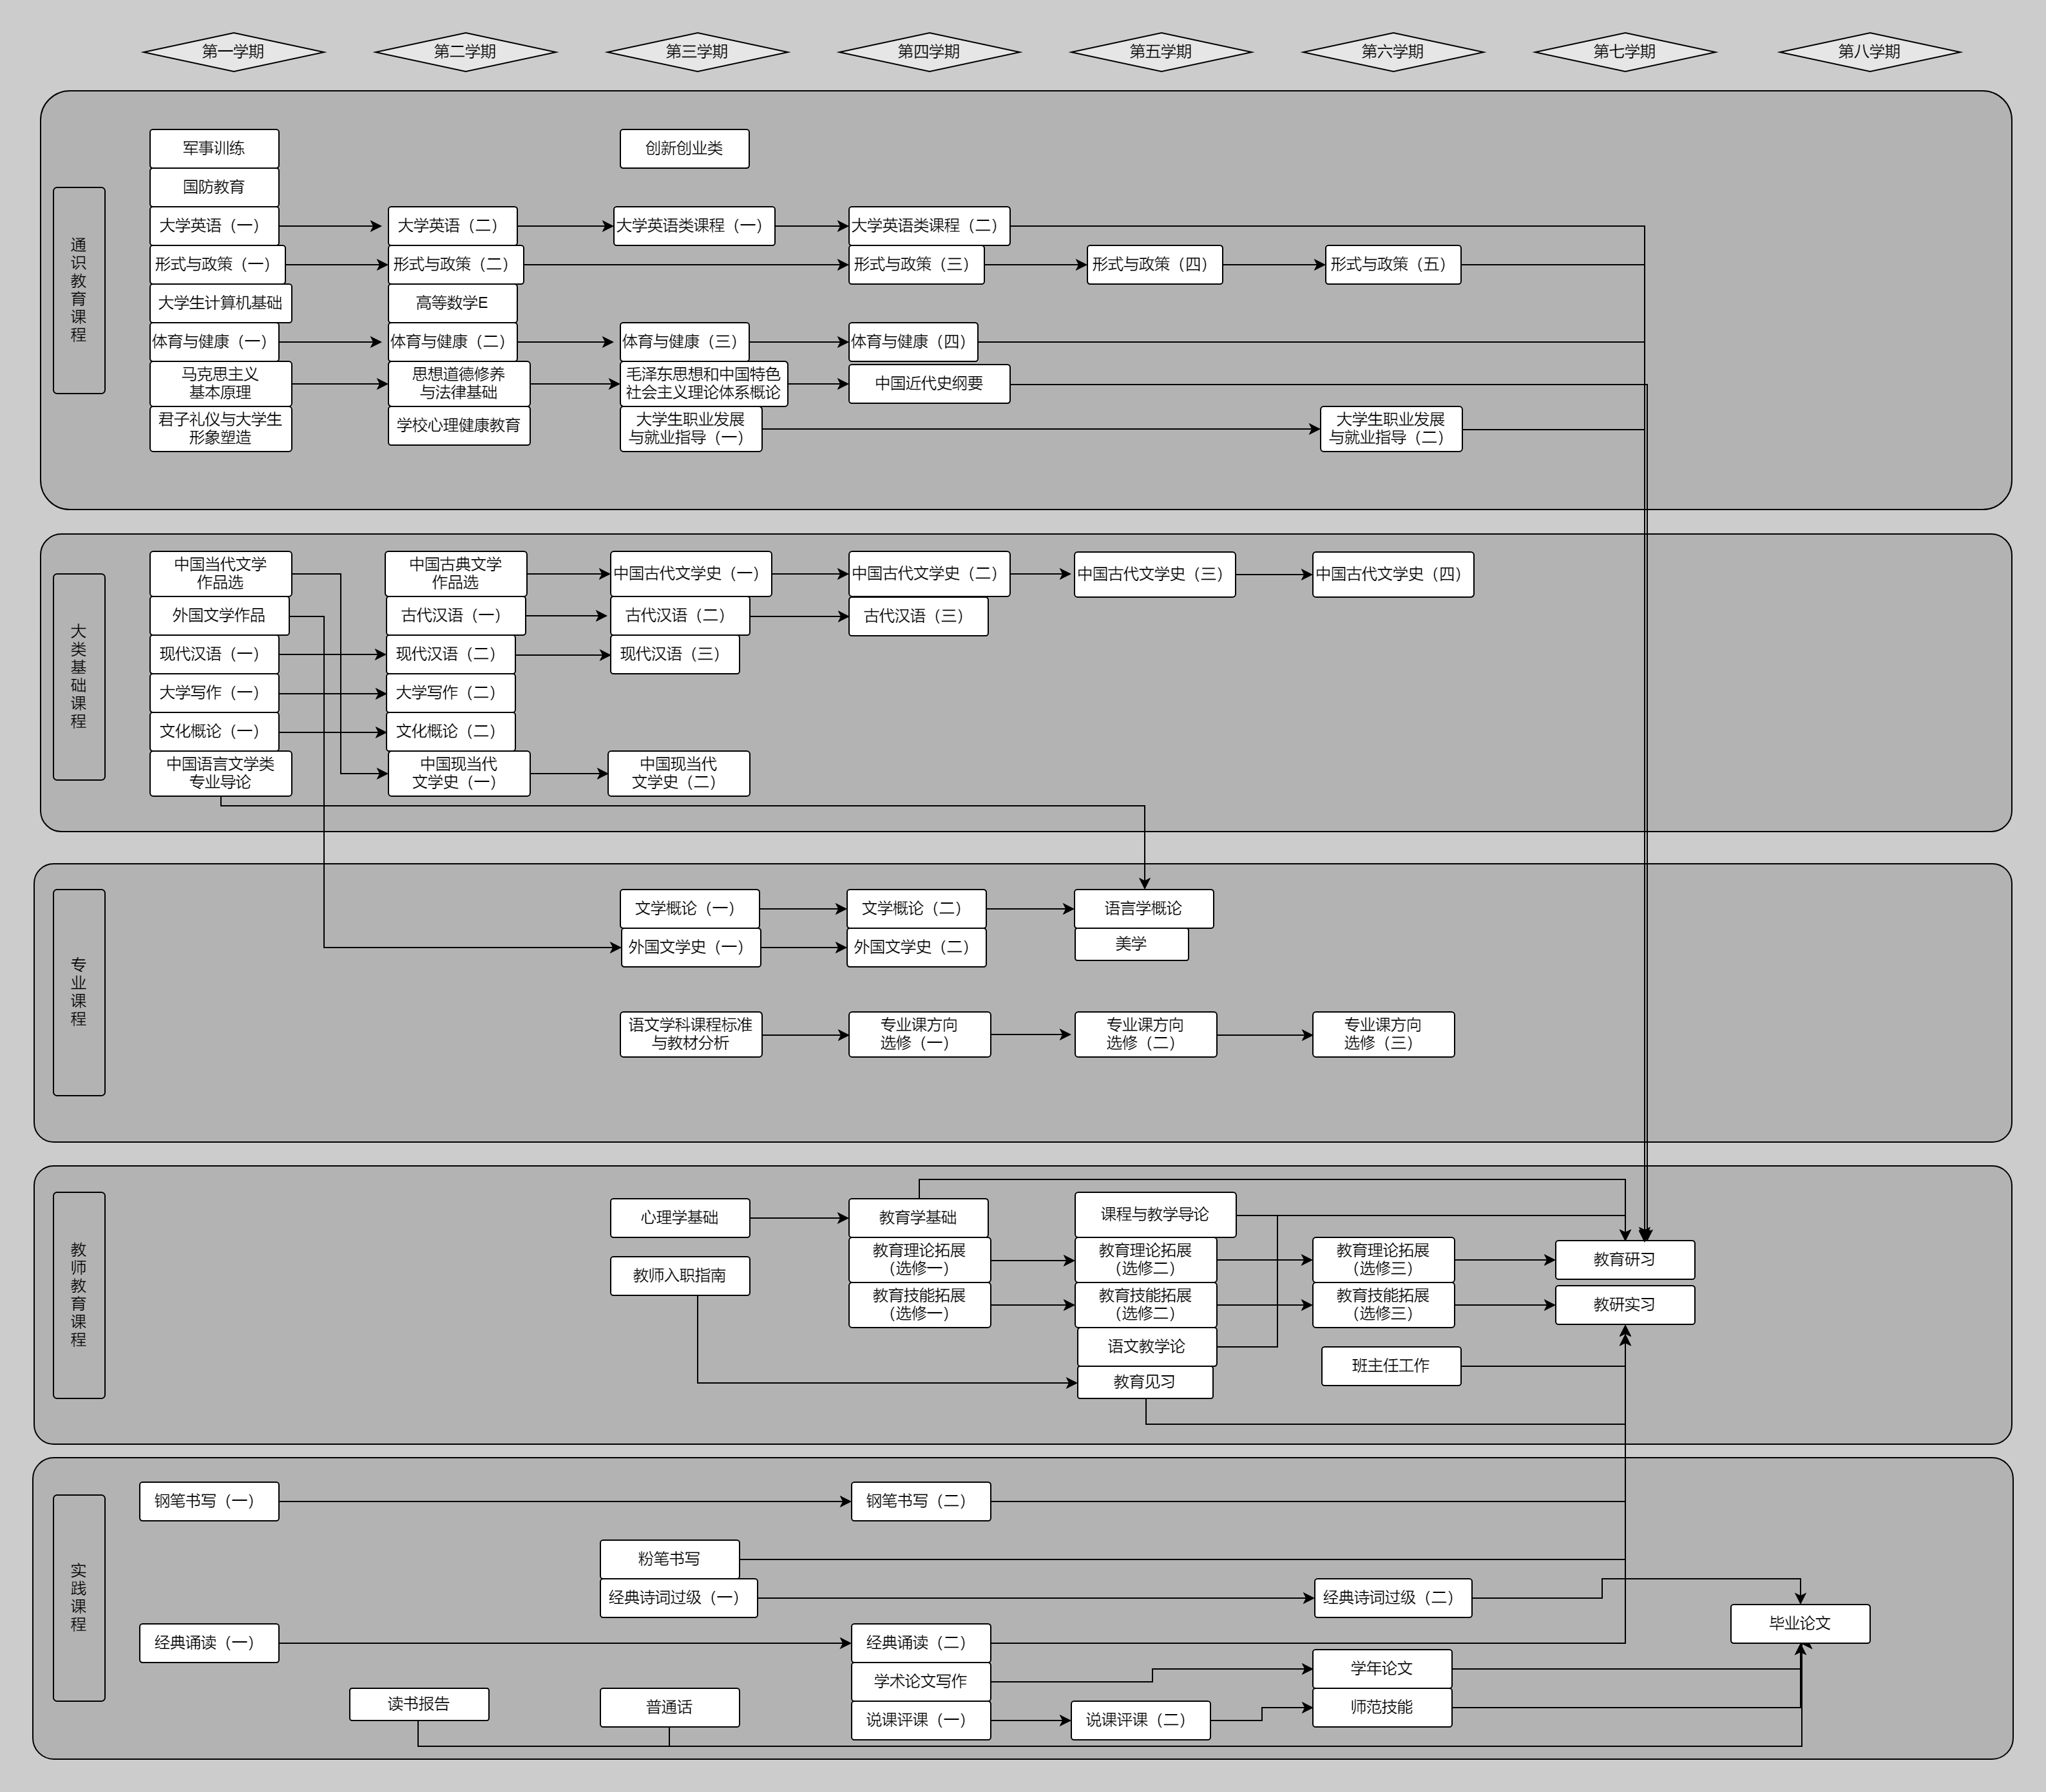 第一学期
第二学期
第三学期
第四学期
第五学期
第六学期
第七学期
第八学期
通识教育课程
军事训练
创新创业类
国防教育
大学英语（一）
大学英语（二）
大学英语类课程（一）
大学英语类课程（二）
形式与政策（一）
形式与政策（二）
形式与政策（三）
形式与政策（四）
形式与政策（五）
大学生计算机基础
高等数学E
体育与健康（一）
体育与健康（二）
体育与健康（三）
体育与健康（四）
马克思主义
基本原理
思想道德修养
与法律基础
毛泽东思想和中国特色
社会主义理论体系概论
中国近代史纲要
君子礼仪与大学生
形象塑造
学校心理健康教育
大学生职业发展
与就业指导（一）
大学生职业发展
与就业指导（二）
大类基础课程
中国当代文学
作品选
中国古典文学
作品选
中国古代文学史（一）
中国古代文学史（二）
中国古代文学史（三）
中国古代文学史（四）
外国文学作品
古代汉语（一）
古代汉语（二）
古代汉语（三）
现代汉语（一）
现代汉语（二）
现代汉语（三）
大学写作（一）
大学写作（二）
文化概论（一）
文化概论（二）
中国语言文学类
专业导论
中国现当代
文学史（一）
中国现当代
文学史（二）
专业课程
文学概论（一）
文学概论（二）
语言学概论
外国文学史（一）
外国文学史（二）
美学
语文学科课程标准
与教材分析
专业课方向
选修（一）
专业课方向
选修（二）
专业课方向
选修（三）
教师教育课程
心理学基础
教育学基础
课程与教学导论
教师入职指南
教育理论拓展
（选修一）
教育理论拓展
（选修二）
教育理论拓展
（选修三）
教育研习
教育技能拓展
（选修一）
教育技能拓展
（选修二）
教育技能拓展
（选修三）
教研实习
语文教学论
班主任工作
教育见习
实践课程
钢笔书写（一）
钢笔书写（二）
粉笔书写
经典诗词过级（一）
经典诗词过级（二）
毕业论文
经典诵读（一）
经典诵读（二）
学术论文写作
学年论文
读书报告
普通话
说课评课（一）
说课评课（二）
师范技能